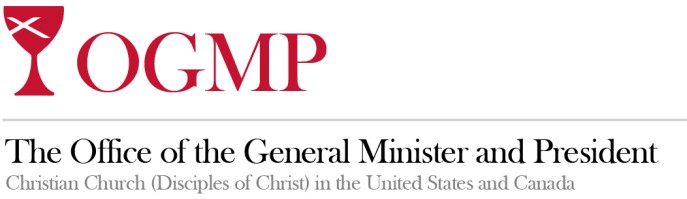 OGMP
The Office of the General Minister and President
Christian Church (Disciples of Christ) in the United States and Canada